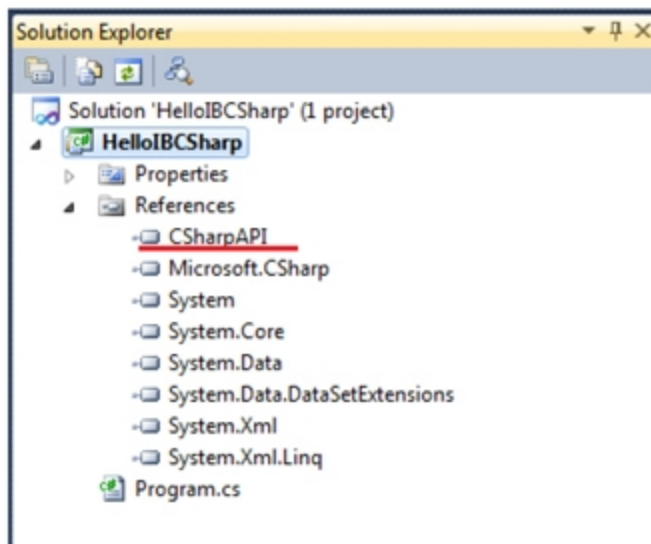 Solution Explorer
Solution 'HelloIBCSharp' (1 project)
HelloIBCSharp
Properties
References
CSharpAPI
Microsoft.CSharp
System
System.Core
System.Data
System.Data.DataSetExtensions
System.Xml
System.Xml.Linq
Program.cs